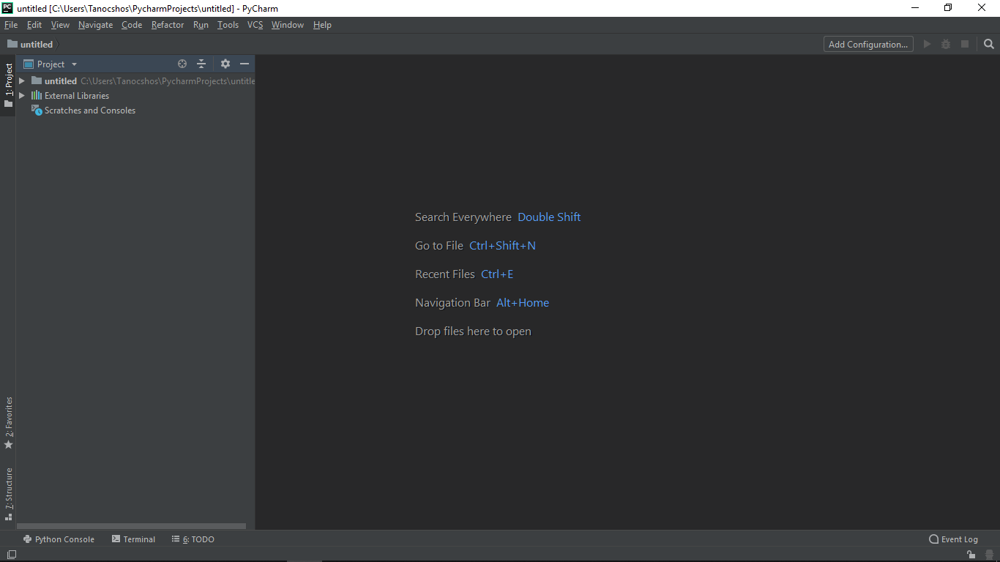 untitled [C:\Users\Tanocshos\PycharmProjects\untitled] - PyCharm
File Edit View Navigate Code Refactor Run Tools VCS Window Help
untitled
Add Configuration...
Project
untitled C:\Users\Tanocshos\PycharmProjects\untitle
External Libraries
Scratches and Consoles
1: Project
Search Everywhere Double Shift
Go to File Ctrl+Shift+N
Recent Files Ctrl+E
Navigation Bar Alt+Home
Drop files here to open
2: Favorites
7: Structure
Python Console Terminal 6: TODO Event Log